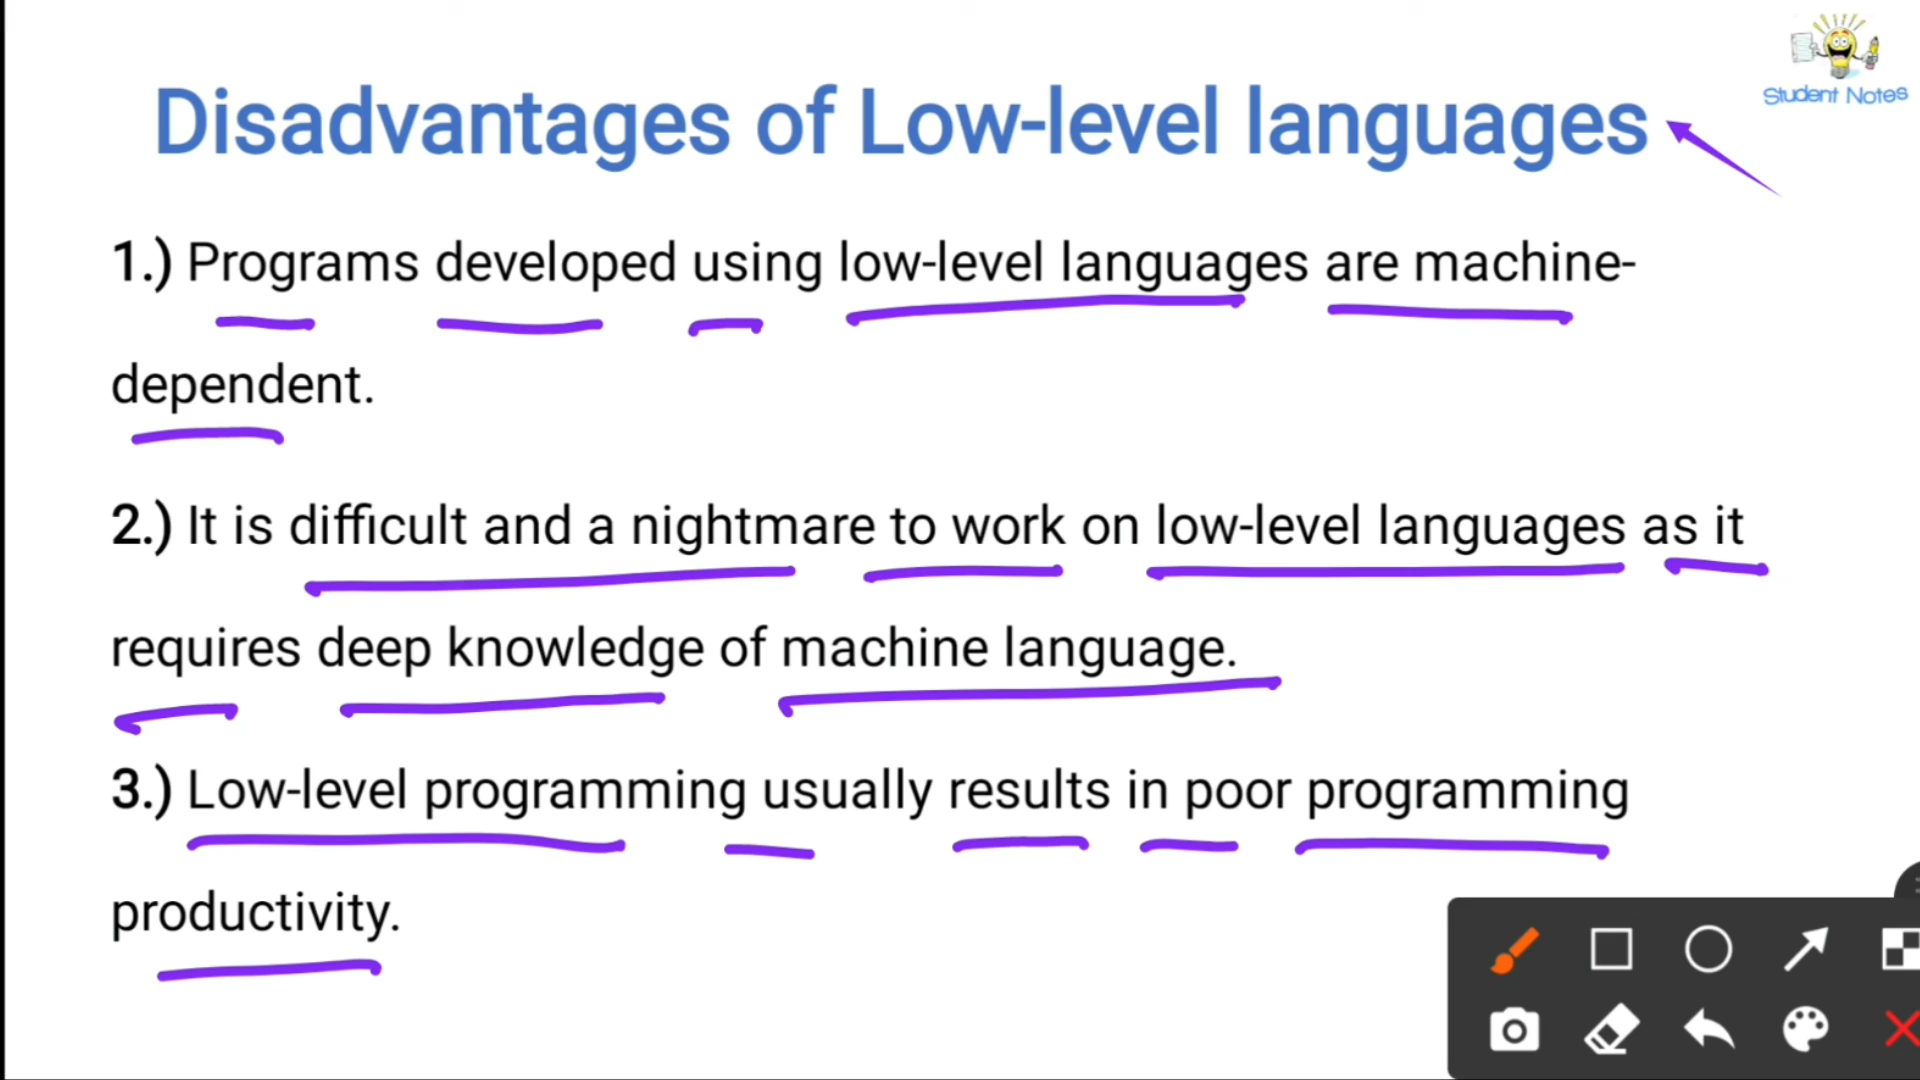 Student Notes
Disadvantages of Low-level languages
1.) Programs developed using low-level languages are machine-
dependent.
2.) It is difficult and a nightmare to work on low-level languages as it
requires deep knowledge of machine language.
3.) Low-level programming usually results in poor programming
productivity.